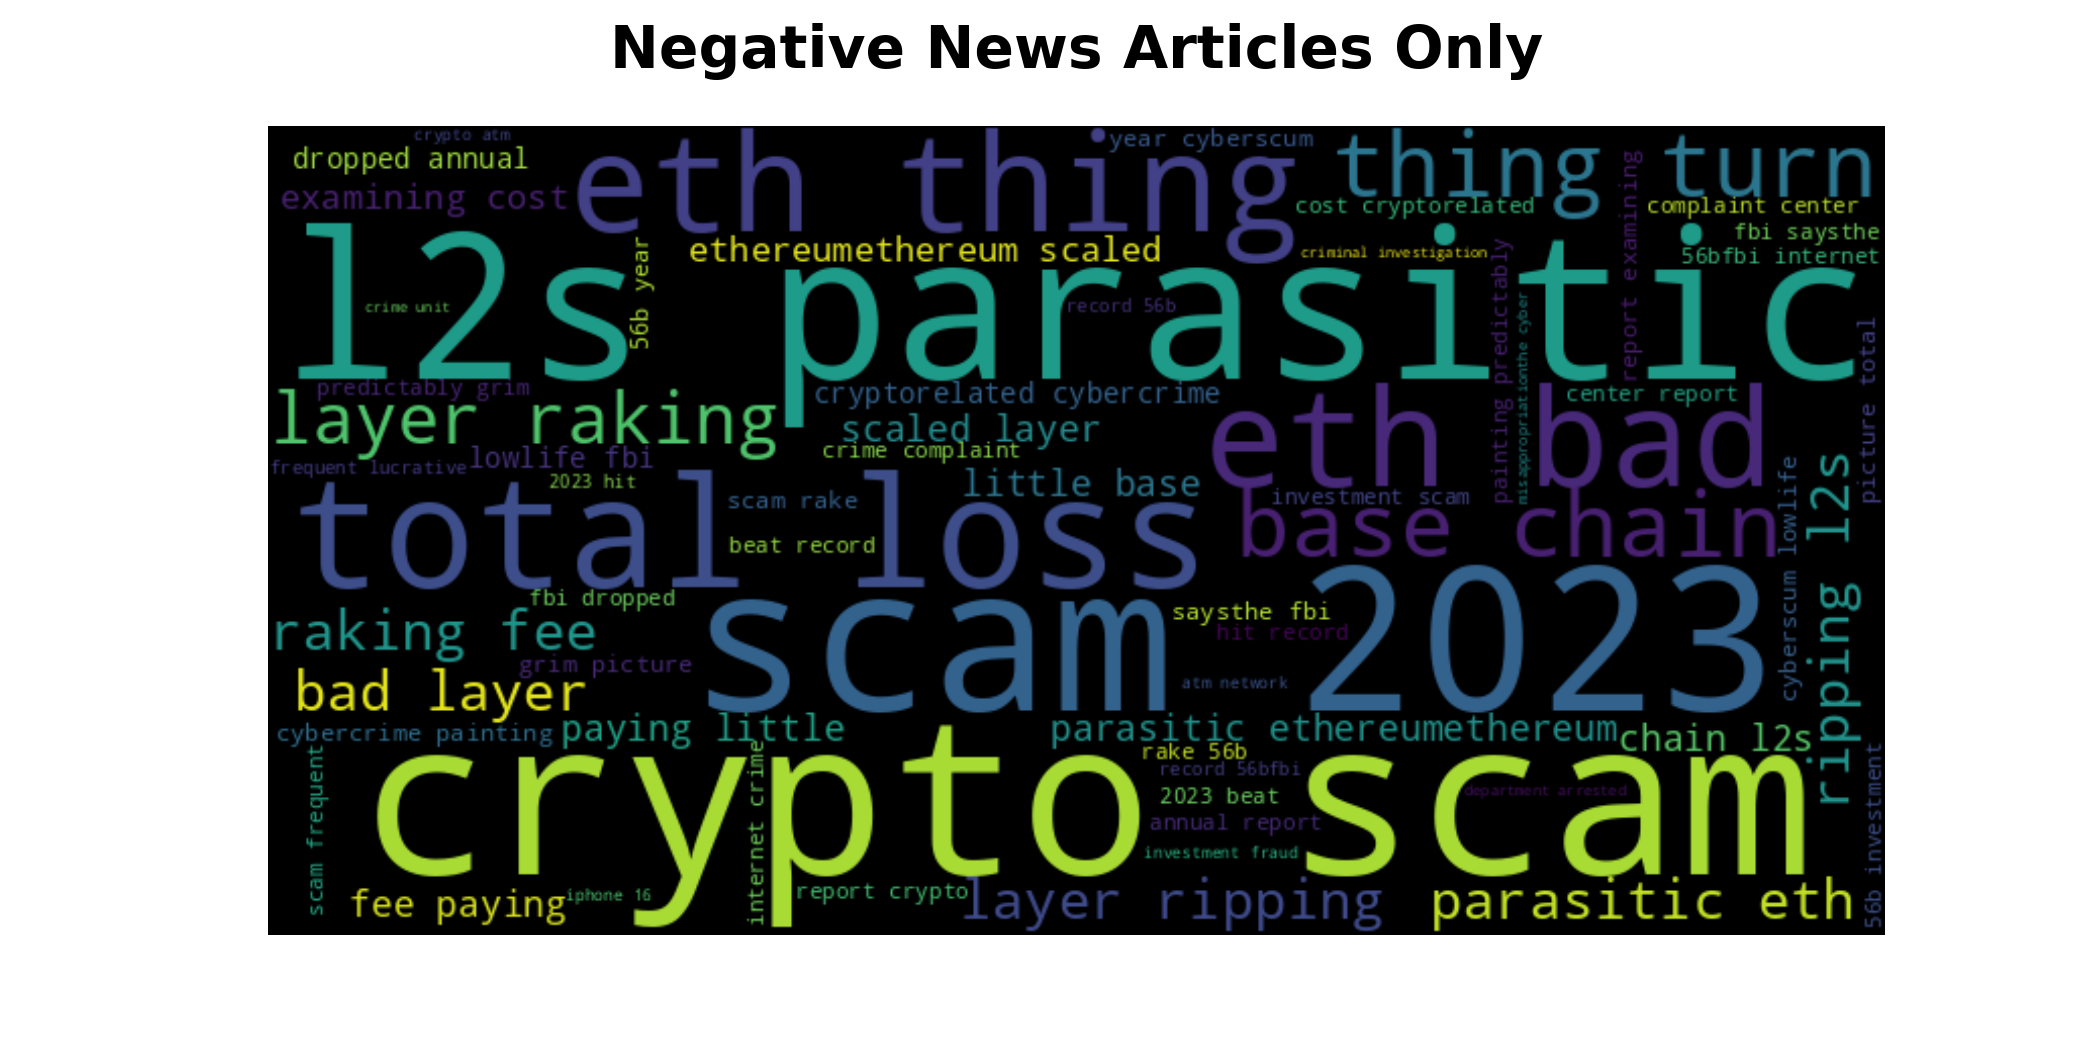 Negative News Articles Only
crypto atm
year cyberscum
dropped annual
eth thing
thing turn
examining cost
cost cryptorelated
complaint center
report examining
fbi saysthe
l2s parasitic
ethereumethereum scaled
criminal investigation
56bfbi internet
56b year
crime unit
record 56b
painting predictably
misappropriationthe cyber
picture total
predictably grim
cryptorelated cybercrime
center report
layer raking
scaled layer
eth bad
crime complaint
lowlife fbi
frequent lucrative
2023 hit
little base
total loss
scam rake
investment scam
base chain
beat record
cyberscum lowlife
ripping l2s
fbi dropped
scam 2023
saysthe fbi
raking fee
hit record
grim picture
bad layer
atm network
cybercrime painting
paying little
parasitic ethereumethereum
chain l2s
rake 56b
crypto scam
record 56bfbi
scam frequent
internet crime
2023 beat
department arrested
annual report
investment fraud
56b investment
fee paying
iphone 16
report crypto
layer ripping
parasitic eth